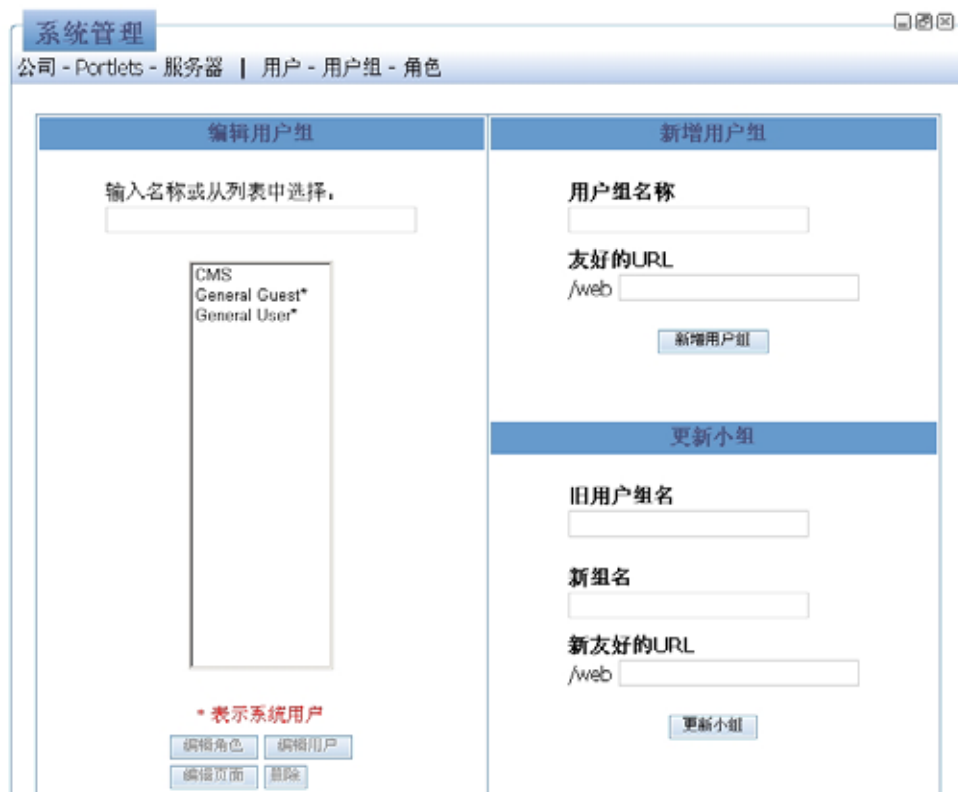 系统管理
公司 - Portlets - 服务器 | 用户 - 用户组 - 角色
编辑用户组
输入名称或从列表中选择。
CMS
General Guest*
General User*
* 表示系统用户
编辑角色 编辑用户
编辑页面 删除
新增用户组
用户组名称
友好的URL
/web
新增用户组
更新小组
旧用户组名
新组名
新友好的URL
/web
更新小组